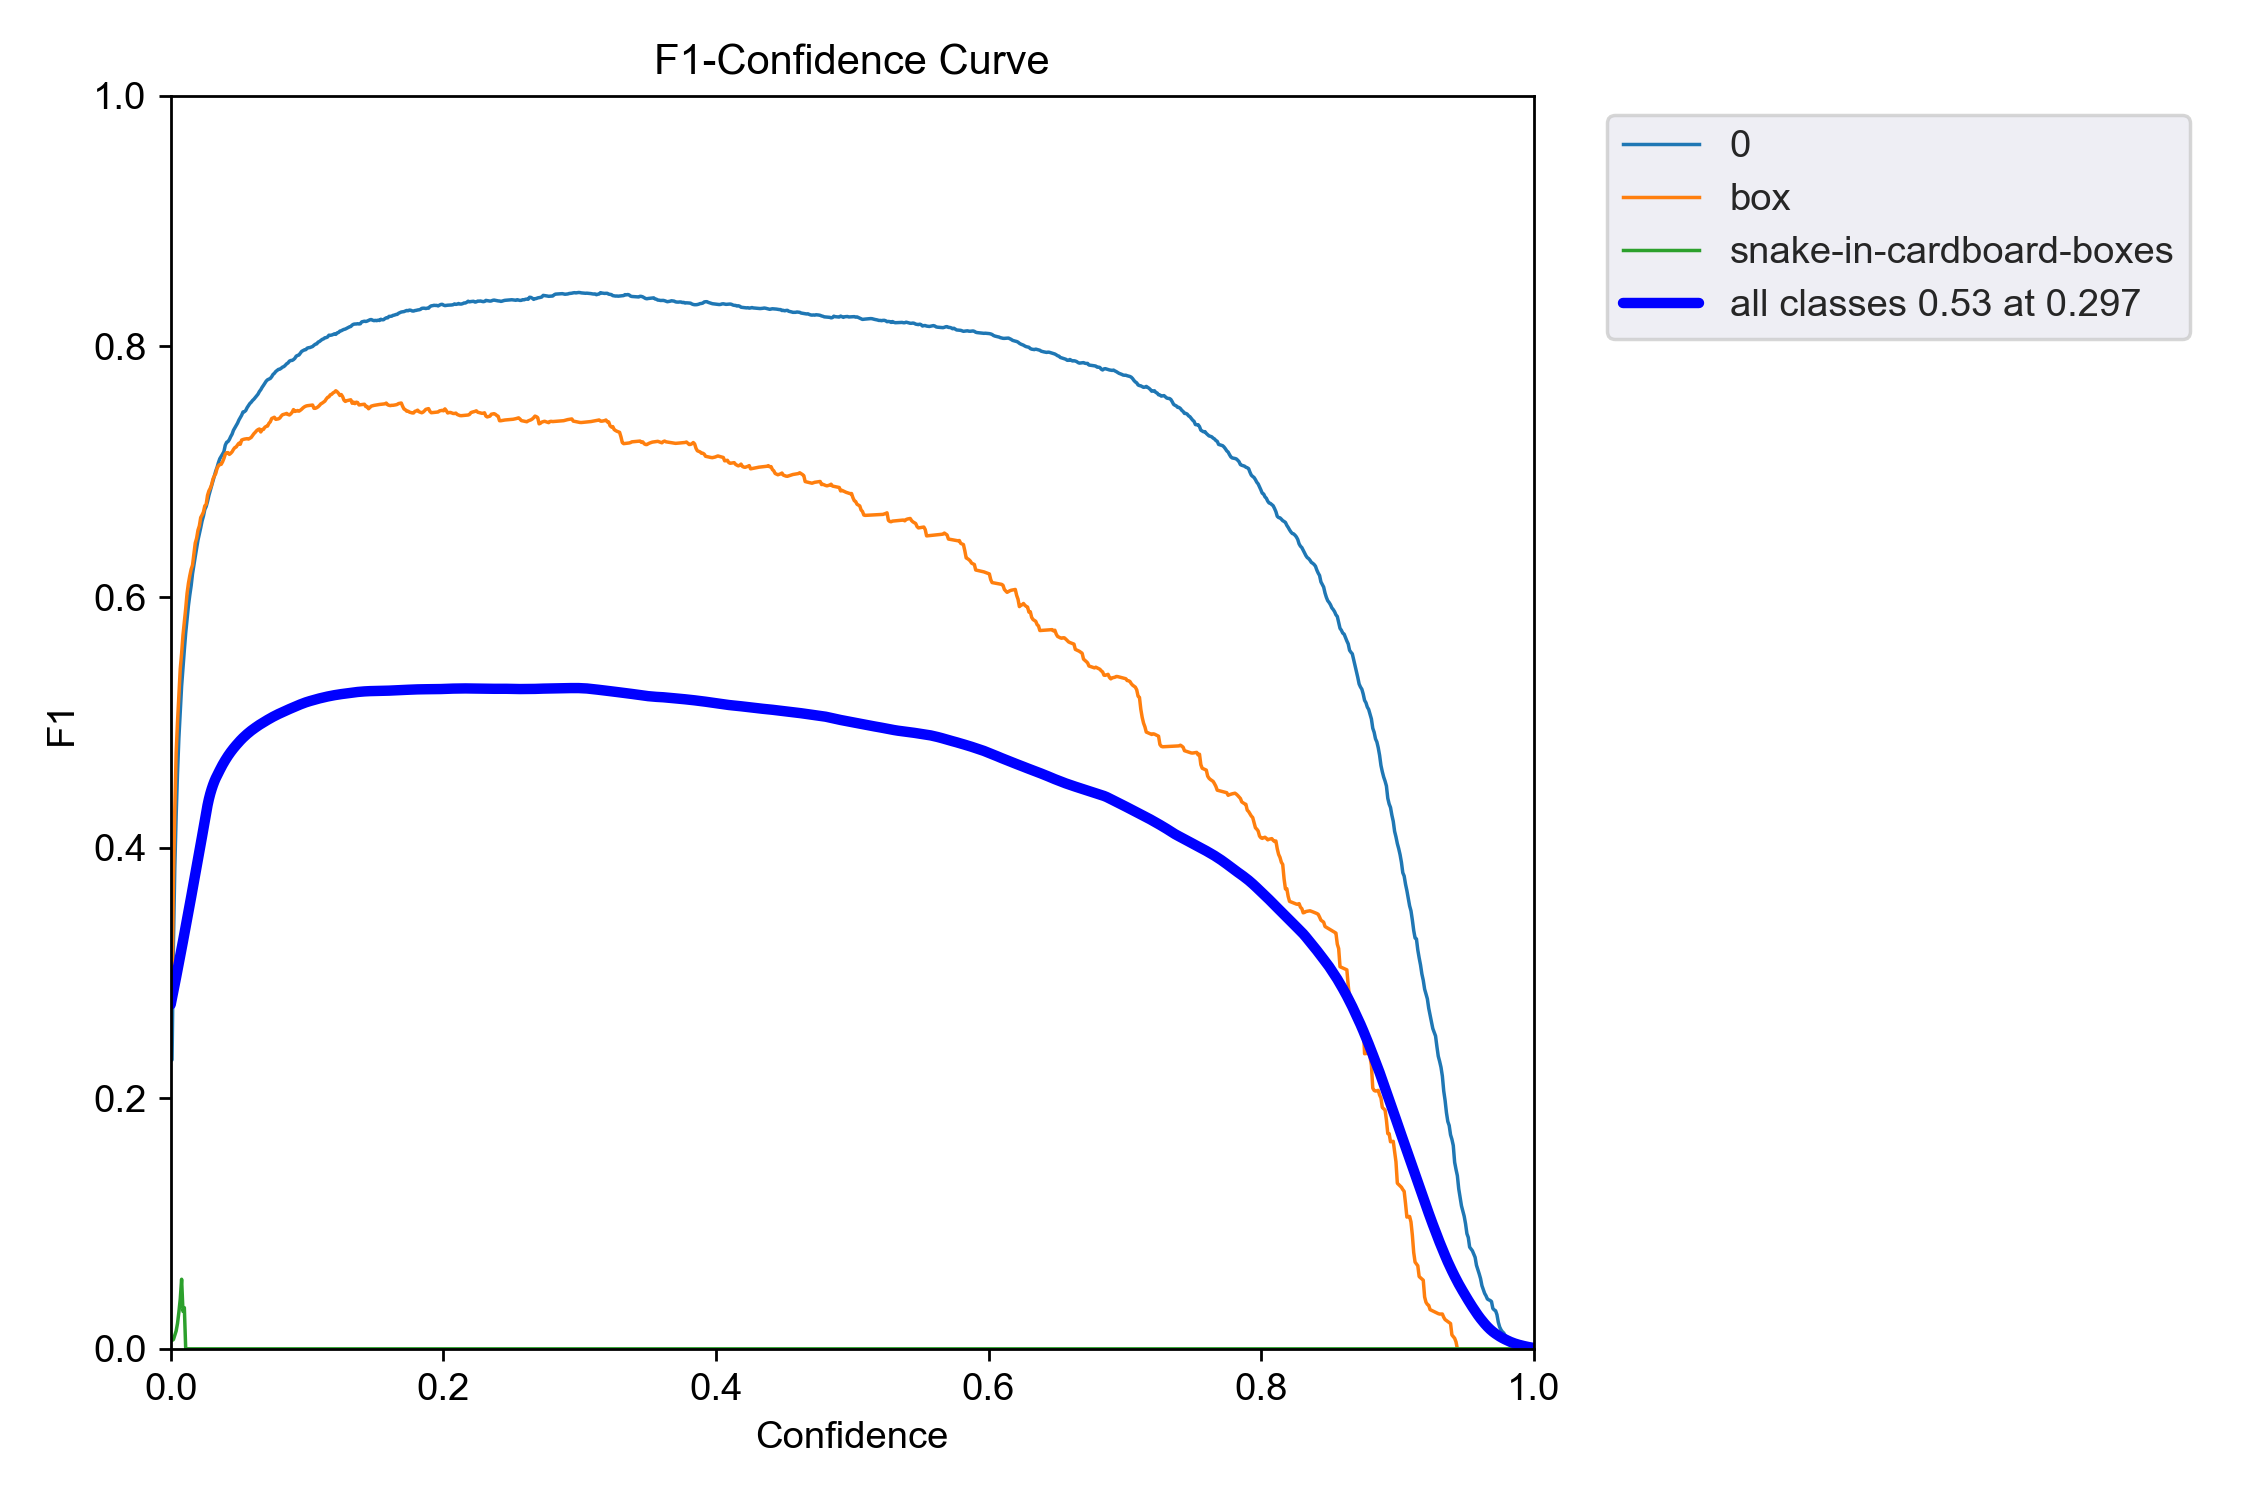 F1-Confidence Curve
1.0
0.8
0.6
0.4
0.2
0.0
F1
0.0 0.2 0.4 0.6 0.8 1.0
Confidence
0
box
snake-in-cardboard-boxes
all classes 0.53 at 0.297